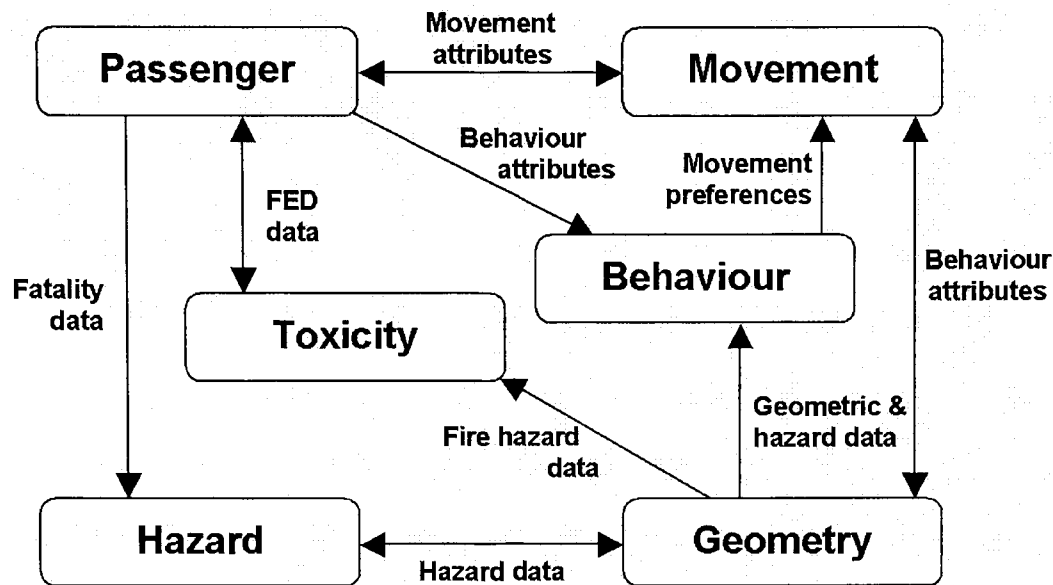 Movement
attributes
Passenger
Movement
Behaviour
attributes
Movement
preferences
FED
data
Behaviour
Behaviour
attributes
Fatality
data
Toxicity
Geometric &
hazard data
Fire hazard
data
Hazard
Geometry
Hazard data